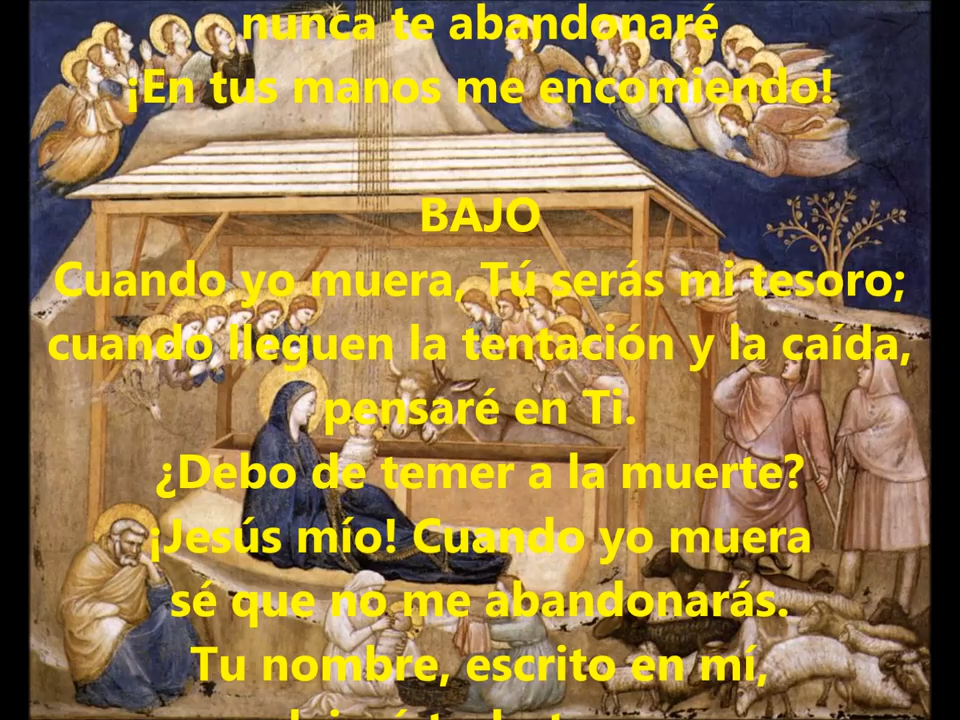 nunca te abandonaré
¡En tus manos me encomiendo!
BAJO
Cuando yo muera, Tú serás mi tesoro;
cuando lleguen la tentación y la caída,
pensaré en Ti.
¿Debo de temer a la muerte?
¡Jesús mío! Cuando yo muera
sé que no me abandonarás.
Tu nombre, escrito en mí,